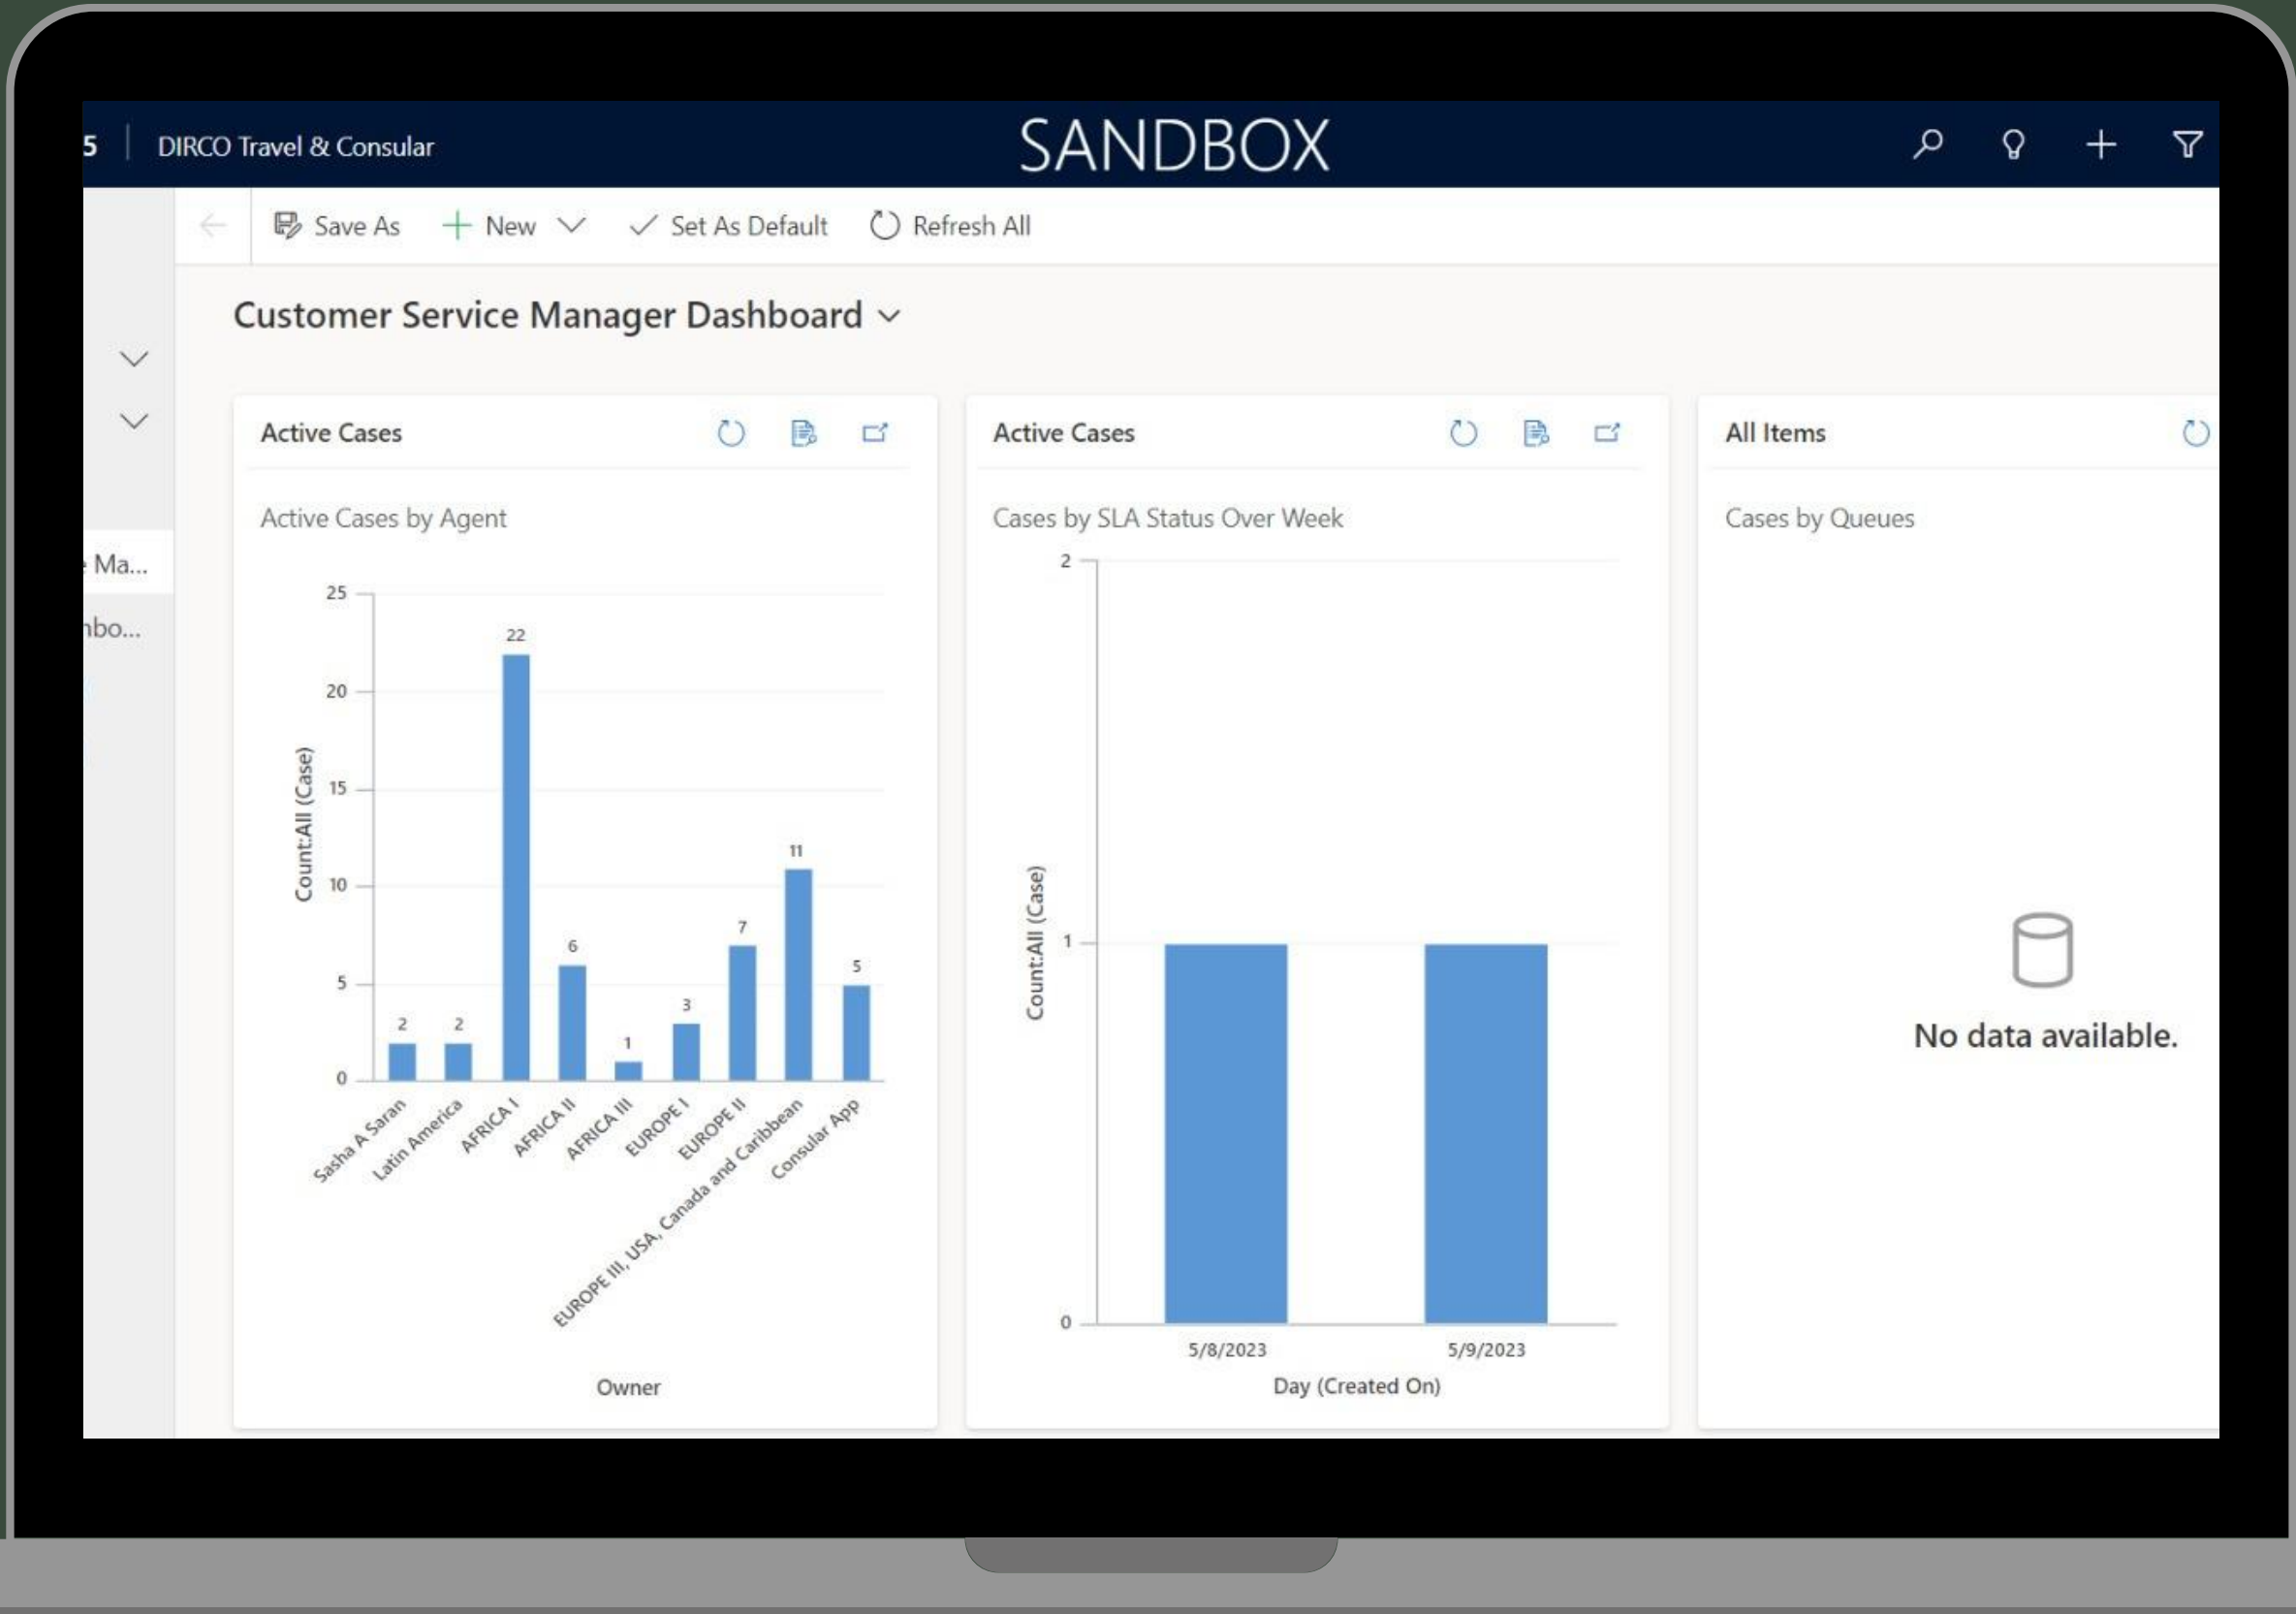 5 DIRCO Travel & Consular SANDBOX
Save As New Set As Default Refresh All
Customer Service Manager Dashboard
Ma...
Active Cases
Active Cases by Agent
Count:All (Case)
25
20
15
10
5
0
2
2
22
6
1
3
7
11
5
Sasha A Saran
Latin America
AFRICA I
AFRICA II
AFRICA III
EUROPE I
EUROPE II
EUROPE III, USA, Canada and Caribbean
Consular App
Owner
Active Cases
Cases by SLA Status Over Week
Count:All (Case)
2
1
0
5/8/2023
5/9/2023
Day (Created On)
All Items
Cases by Queues
No data available.